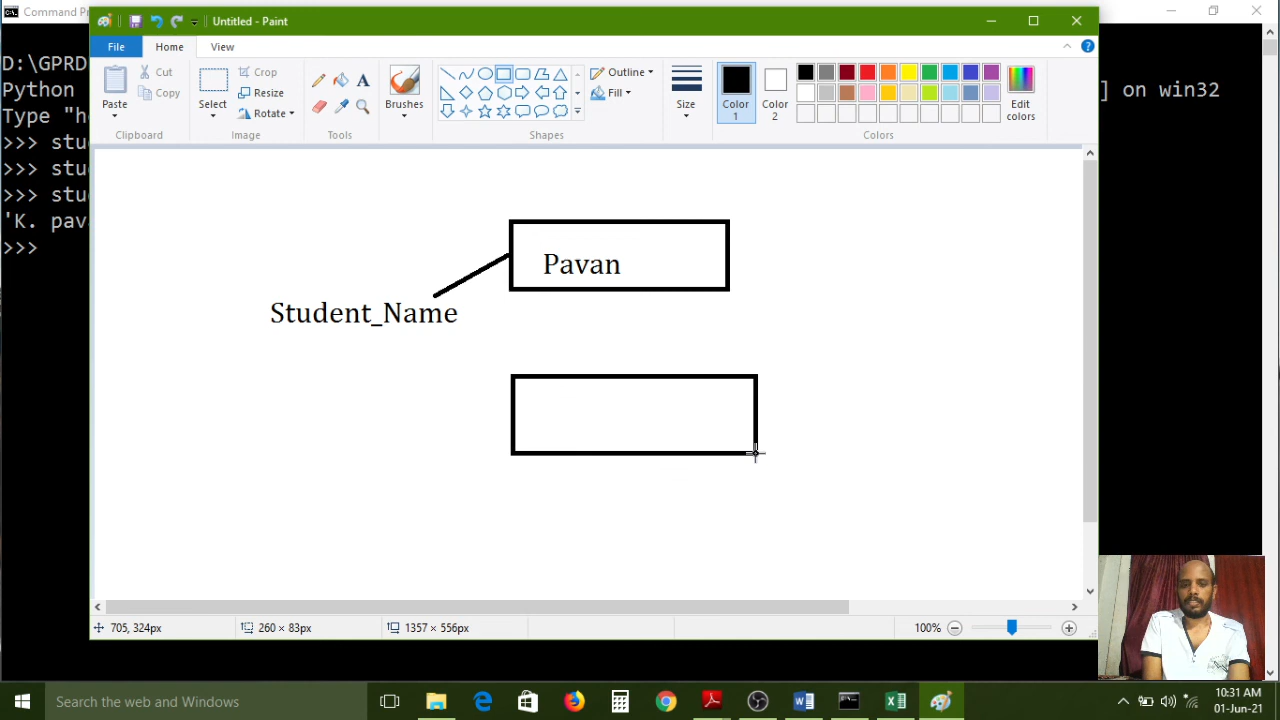 Command Pr
Untitled - Paint
File
Home
View
D:\GPRD
Python
] on win32
Type "he
>>> stu
>>> stu
>>> stu
'K. pav
>>>
Paste
Cut
Copy
Clipboard
Select
Crop
Resize
Rotate
Image
A
Tools
Brushes
Outline
Fill
Shapes
Size
Color
1
Color
2
Edit
colors
Colors
Pavan
Student_Name
705, 324px
260 × 83px
1357 × 556px
100%
Search the web and Windows
10:31 AM
01-Jun-21